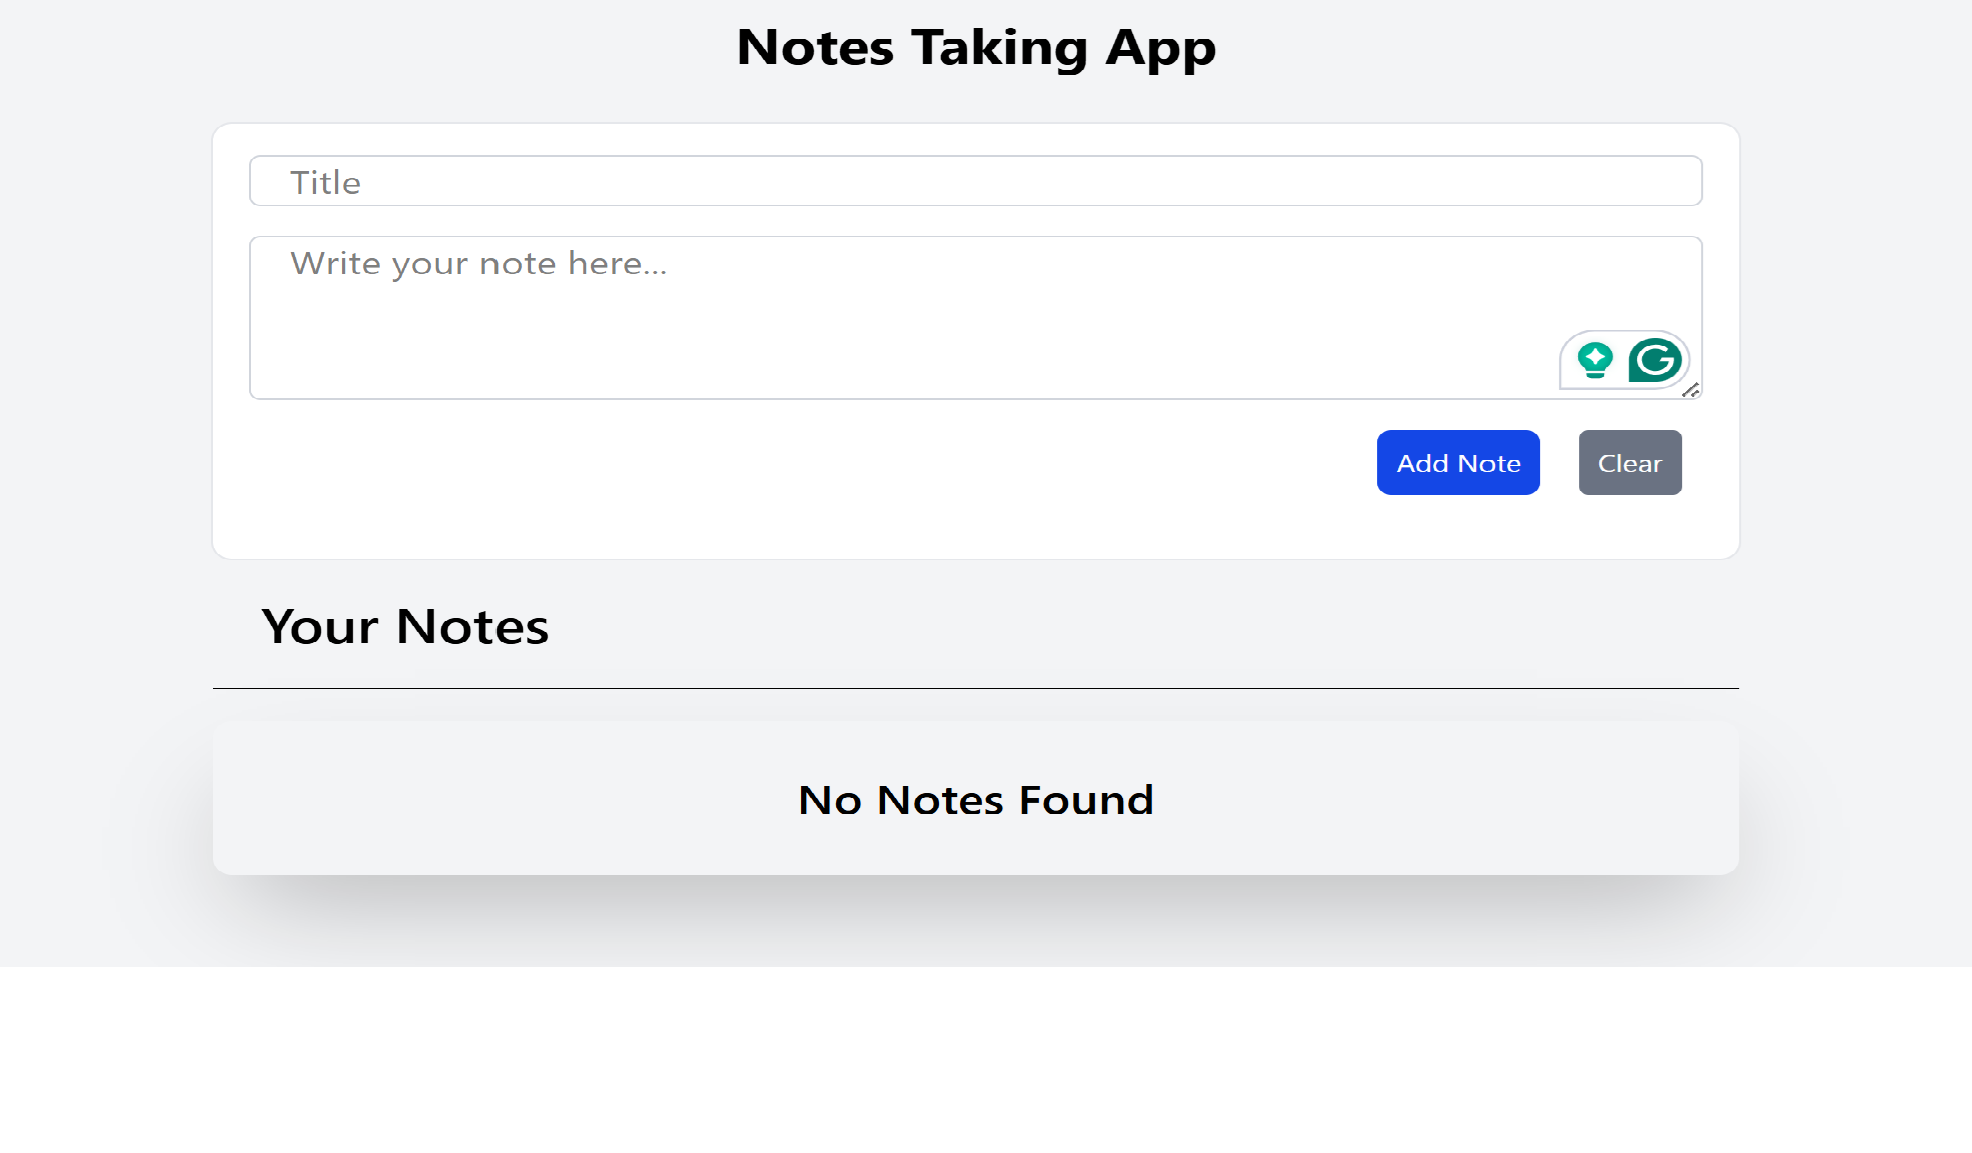 Notes Taking App
Title
Write your note here...
Add Note Clear
Your Notes
No Notes Found